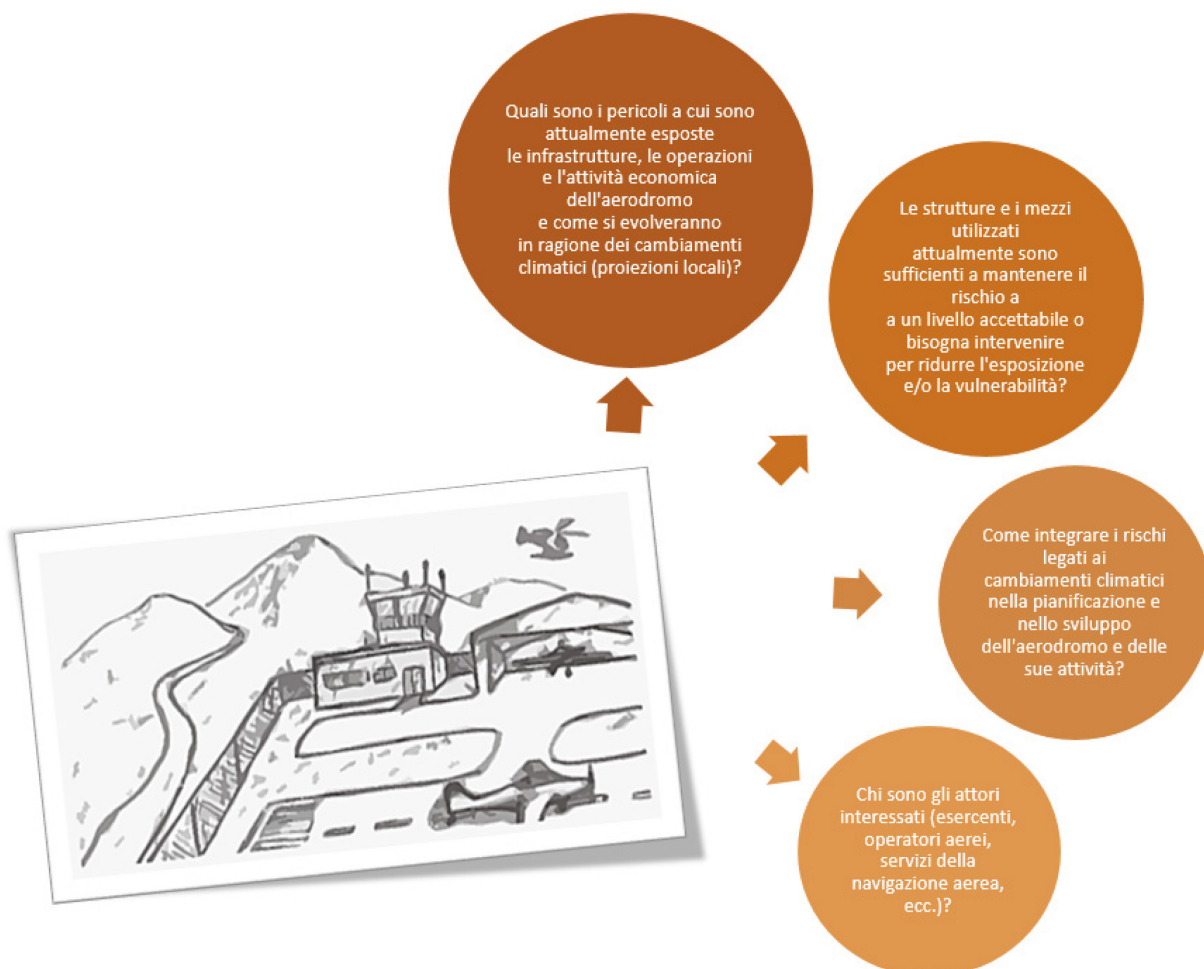 Quali sono i pericoli a cui sono
attualmente esposte
le infrastrutture, le operazioni
e l'attività economica
dell'aerodromo
e come si evolveranno
in ragione dei cambiamenti
climatici (proiezioni locali)?
Le strutture e i mezzi
utilizzati
attualmente sono
sufficienti a mantenere il
rischio a
a un livello accettabile o
bisogna intervenire
per ridurre l'esposizione
e/o la vulnerabilità?
Come integrare i rischi
legati ai
cambiamenti climatici
nella pianificazione e
nello sviluppo
dell'aerodromo e delle
sue attività?
Chi sono gli attori
interessati (esercenti,
operatori aerei,
servizi della
navigazione aerea,
ecc.)?